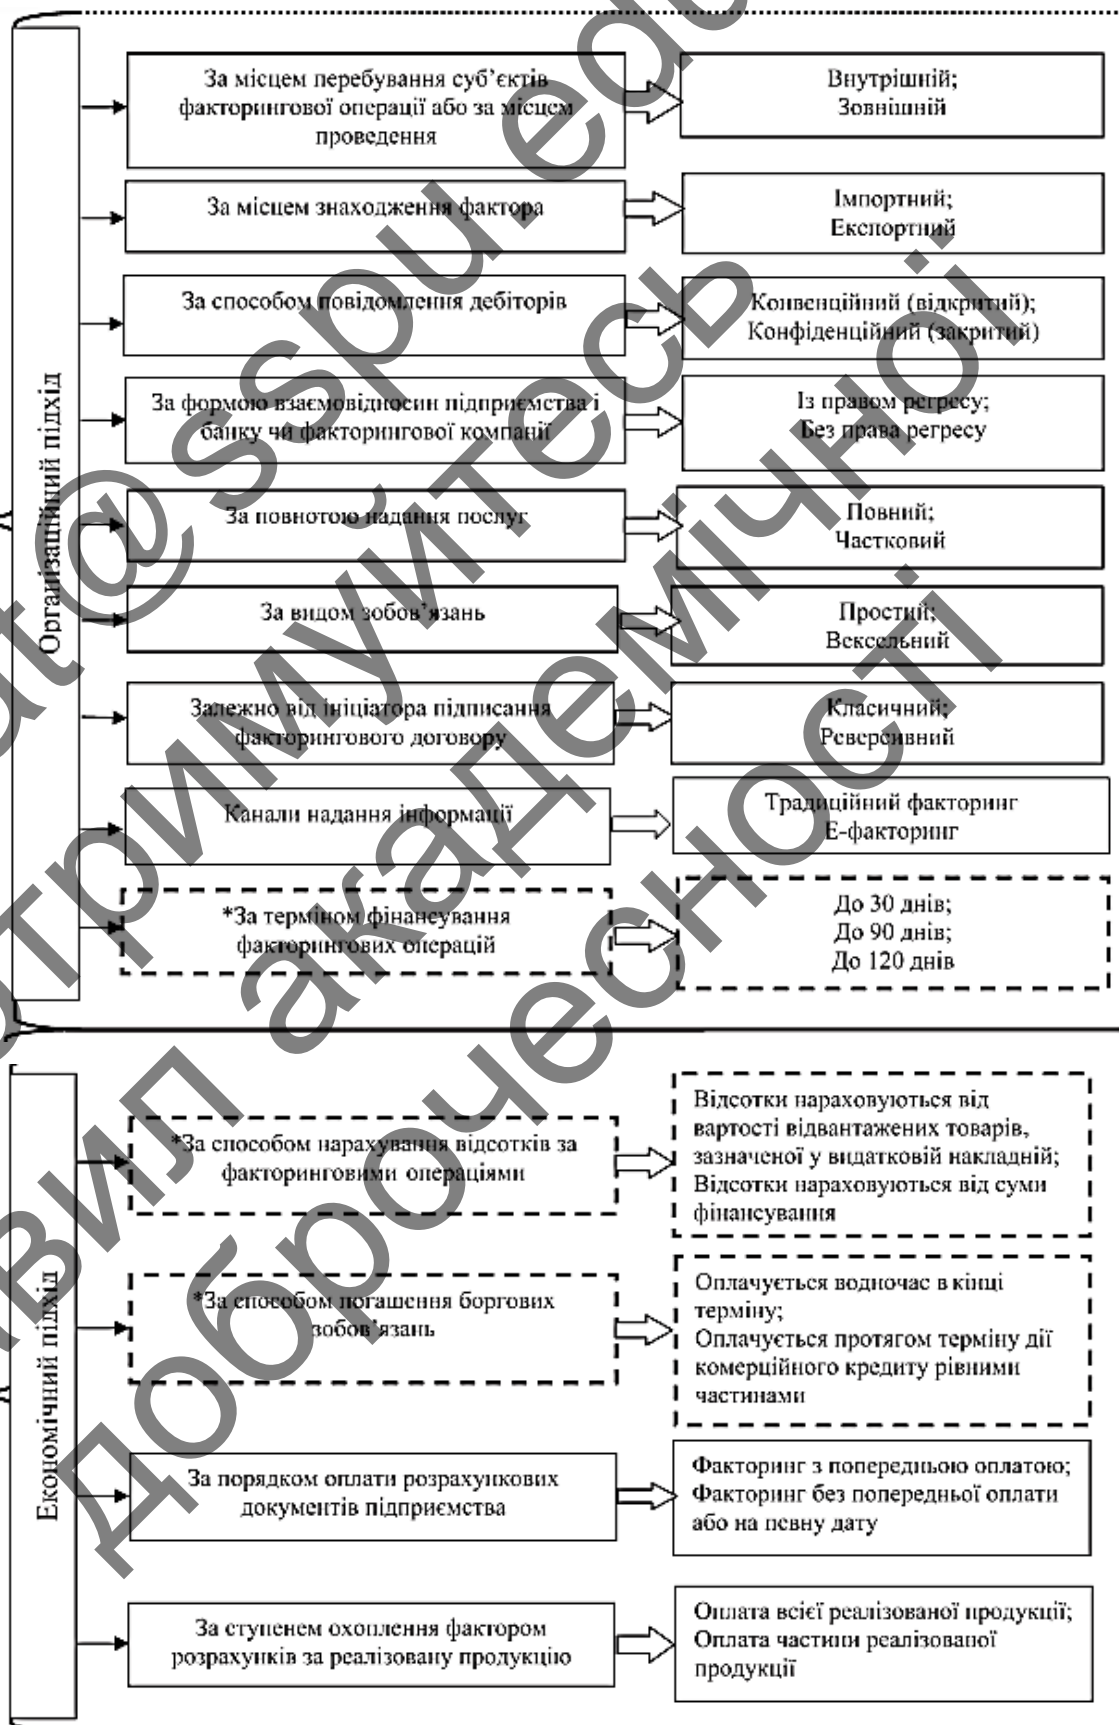 Організаційний підхід
За місцем перебування суб’єктів
факторингової операції або за місцем
проведення
Внутрішній;
Зовнішній
За місцем знаходження фактора
Імпортний;
Експортний
За способом повідомлення дебіторів
Конвенційний (відкритий);
Конфіденційний (закритий)
За формою взаємовідносин підприємства і
банку чи факторингової компанії
Із правом регресу;
Без права регресу
За повнотою надання послуг
Повний;
Частковий
За видом зобов’язань
Простий;
Вексельний
Залежно від ініціатора підписання
факторингового договору
Класичний;
Реверсивний
Канали надання інформації
Традиційний факторинг
Е-факторинг
*За терміном фінансування
факторингових операцій
До 30 днів;
До 90 днів;
До 120 днів
Економічний підхід
*За способом нарахування відсотків за
факторинговими операціями
Відсотки нараховуються від
вартості відвантажених товарів,
зазначеної у видатковій накладній;
Відсотки нараховуються від суми
фінансування
*За способом погашення боргових
зобов’язань
Оплачується водночас в кінці
терміну;
Оплачується протягом терміну дії
комерційного кредиту рівними
частинами
За порядком оплати розрахункових
документів підприємства
Факторинг з попередньою оплатою;
Факторинг без попередньої оплати
або на певну дату
За ступенем охоплення фактором
розрахунків за реалізовану продукцію
Оплата всієї реалізованої продукції;
Оплата частини реалізованої
продукції
at@sspu.ed
академічної
доброчесності